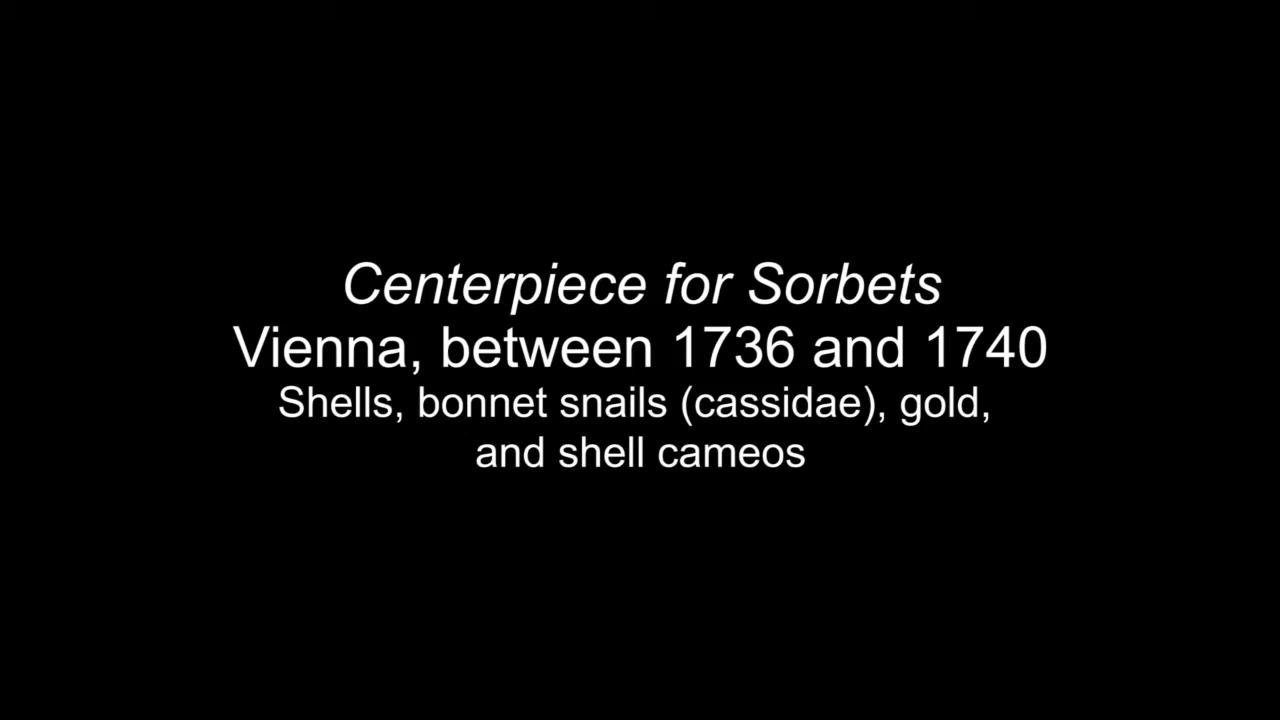 Centerpiece for Sorbets
Vienna, between 1736 and 1740
Shells, bonnet snails (cassidae), gold,
and shell cameos